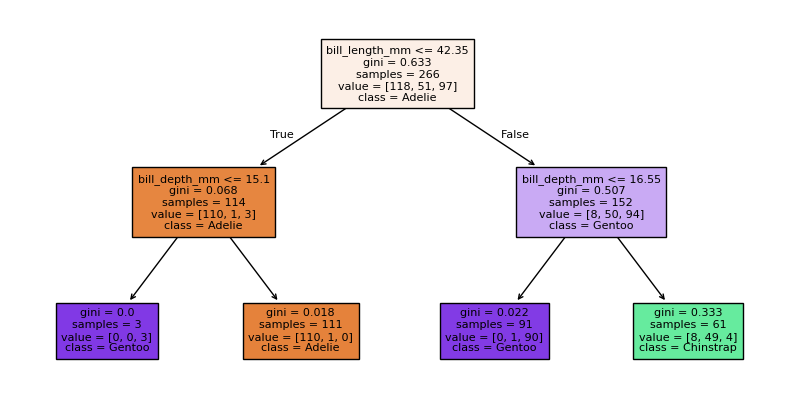 bill_length_mm <= 42.35
gini = 0.633
samples = 266
value = [118, 51, 97]
class = Adelie
True
False
bill_depth_mm <= 15.1
gini = 0.068
samples = 114
value = [110, 1, 3]
class = Adelie
bill_depth_mm <= 16.55
gini = 0.507
samples = 152
value = [8, 50, 94]
class = Gentoo
gini = 0.0
samples = 3
value = [0, 0, 3]
class = Gentoo
gini = 0.018
samples = 111
value = [110, 1, 0]
class = Adelie
gini = 0.022
samples = 91
value = [0, 1, 90]
class = Gentoo
gini = 0.333
samples = 61
value = [8, 49, 4]
class = Chinstrap